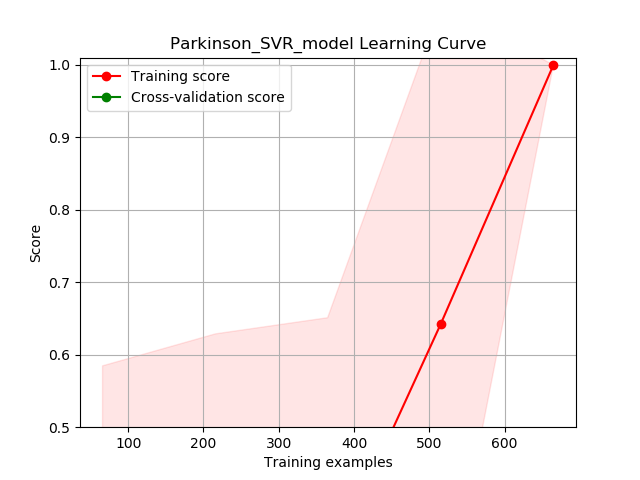 Parkinson_SVR_model Learning Curve
1.0
Training score
Cross-validation score
0.9
0.8
Score
0.7
0.6
0.5
100 200 300 400 500 600
Training examples